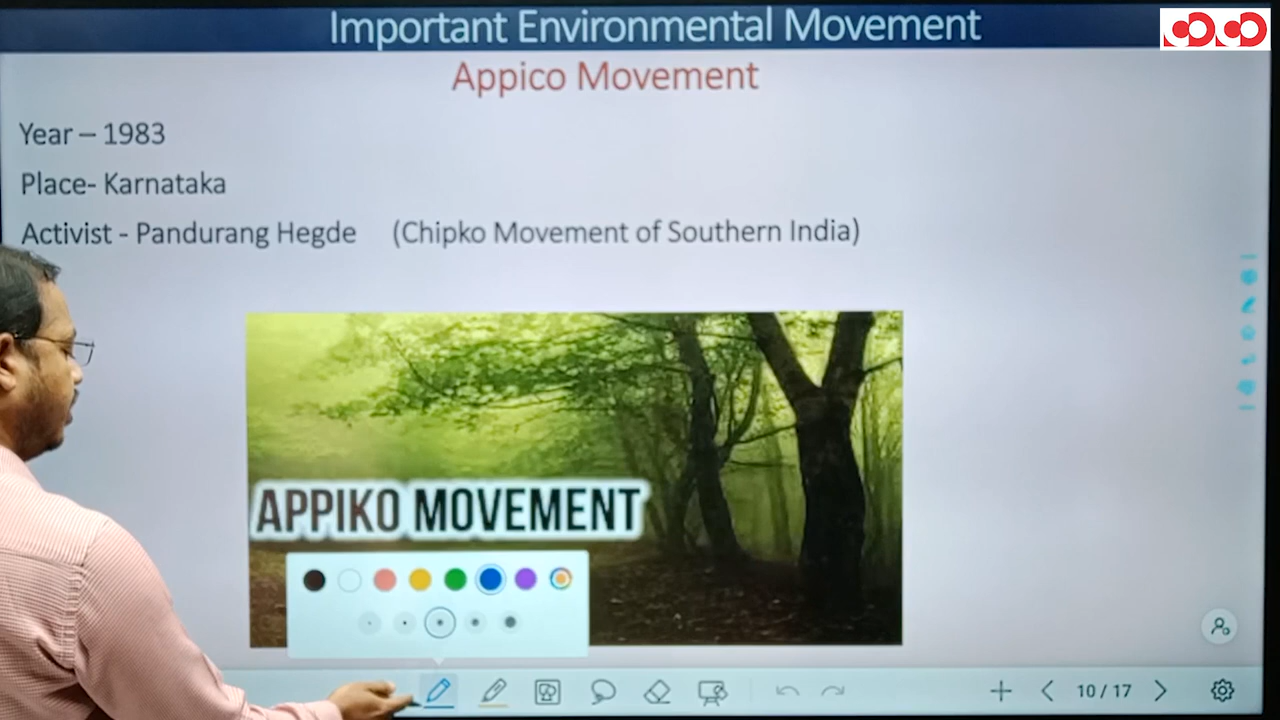 Important Environmental Movement
Appico Movement
Year – 1983
Place- Karnataka
Activist - Pandurang Hegde (Chipko Movement of Southern India)
APPIKO MOVEMENT
10 / 17